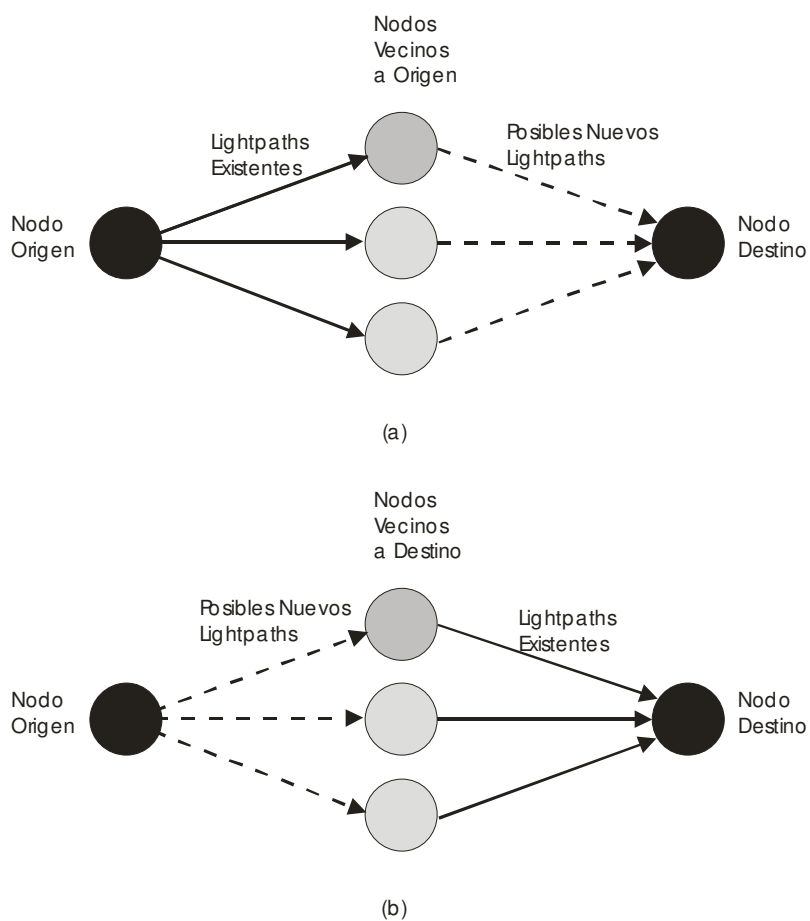 Nodos
Vecinos
a Origen
Lightpaths
Existentes
Posibles Nuevos
Lightpaths
Nodo
Origen
Nodo
Destino
(a)
Nodos
Vecinos
a Destino
Posibles Nuevos
Lightpaths
Lightpaths
Existentes
Nodo
Origen
Nodo
Destino
(b)